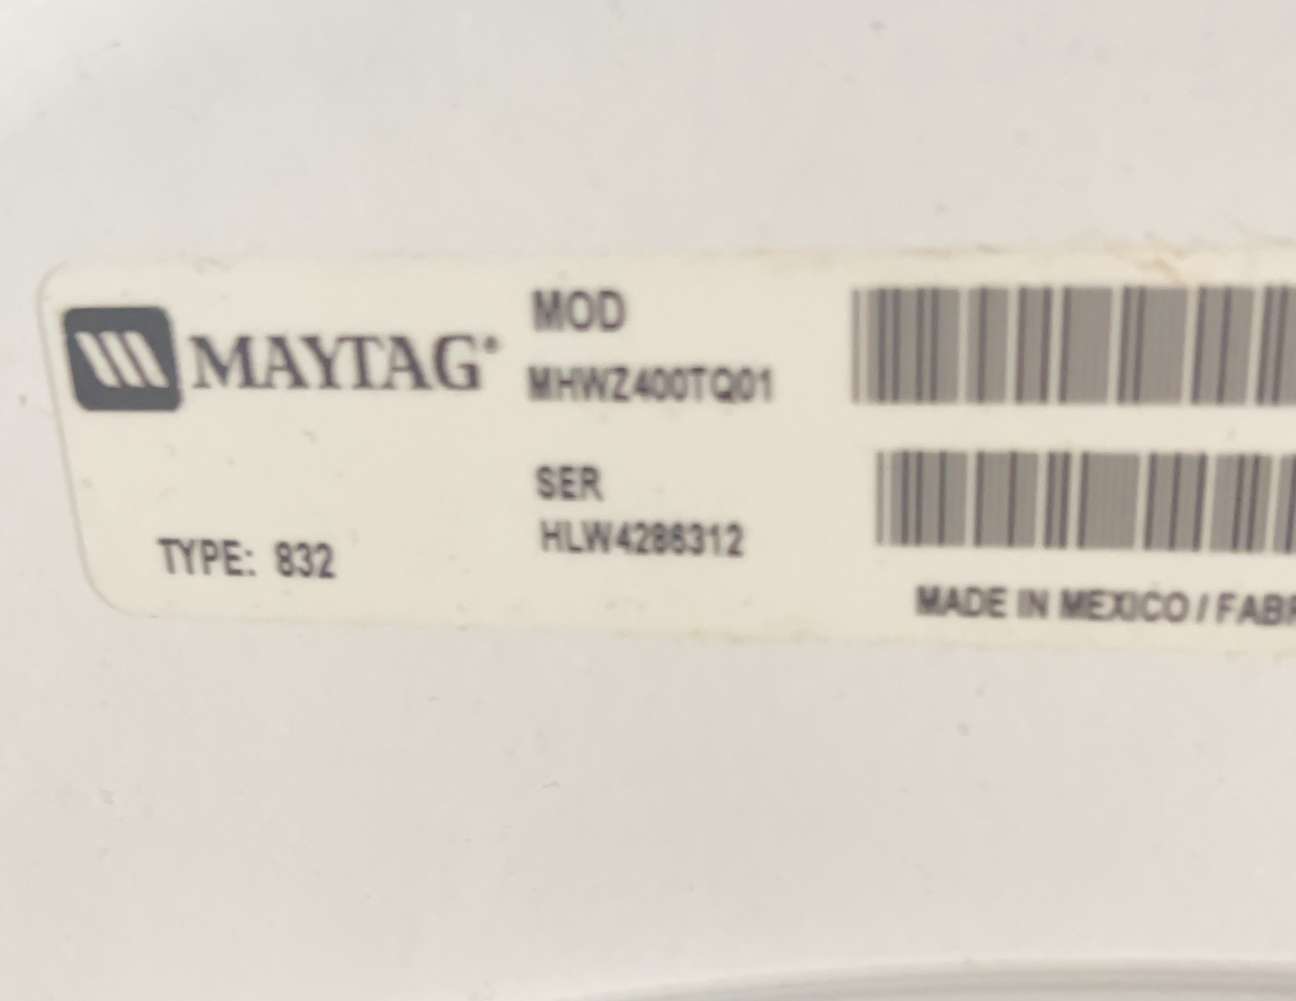 MAYTAG®
MOD
MHWZ400TQ01
SER
HLW4286312
TYPE: 832
MADE IN MEXICO / FABR